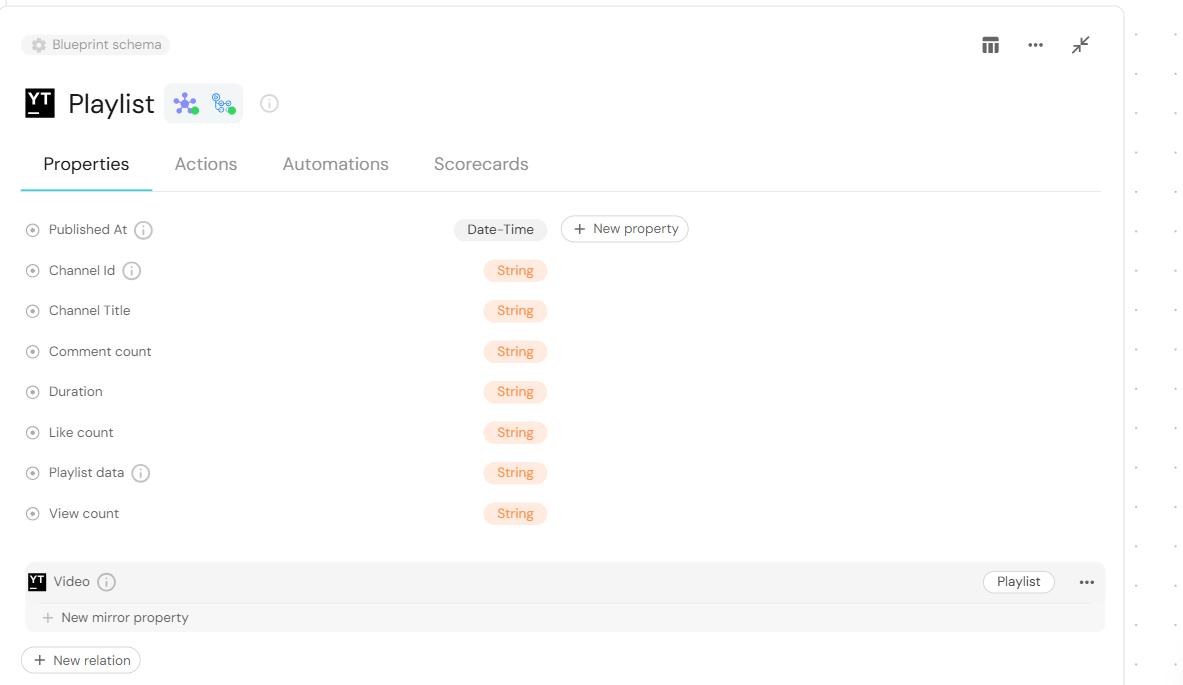 Blueprint schema
YT Playlist
Properties Actions Automations Scorecards
Published At Date-Time + New property
Channel Id String
Channel Title String
Comment count String
Duration String
Like count String
Playlist data String
View count String
YT Video Playlist
+ New mirror property
+ New relation